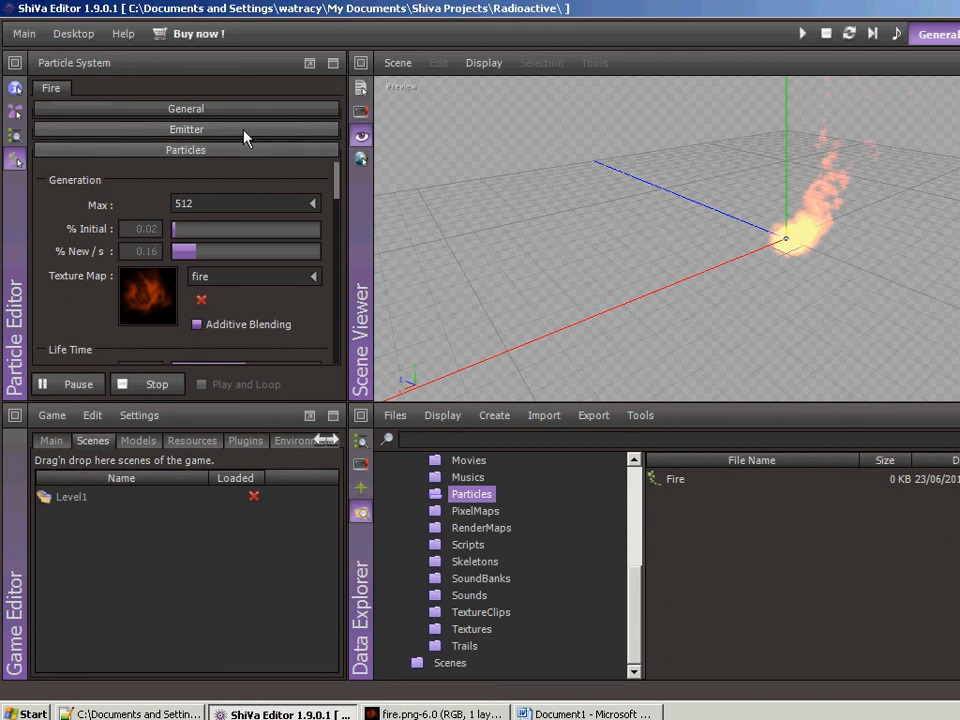 ShiVa Editor 1.9.0.1 [ C:\Documents and Settings\watracy\My Documents\Shiva Projects\Radioactive\ ]
Main Desktop Help Buy now ! General
Particle System
Fire
General
Emitter
Particles
Generation
Max : 512
% Initial : 0.02
% New / s : 0.16
Texture Map : fire
Additive Blending
Life Time
Pause Stop Play and Loop
Particle Editor
Scene Edit Display Selection Tools
Preview
Scene Viewer
Game Edit Settings
Main Scenes Models Resources Plugins
Drag'n drop here scenes of the game.
Name Loaded
Level1
Game Editor
Files Display Create Import Export Tools
Movies
Musics
Particles
PixelMaps
RenderMaps
Scripts
Skeletons
SoundBanks
Sounds
TextureClips
Textures
Trails
Scenes
File Name Size D
Fire 0 KB 23/06/201
Data Explorer
Start C:\Documents and Settin... ShiVa Editor 1.9.0.1 [ ... fire.png-6.0 (RGB, 1 lay... Document1 - Microsoft ...